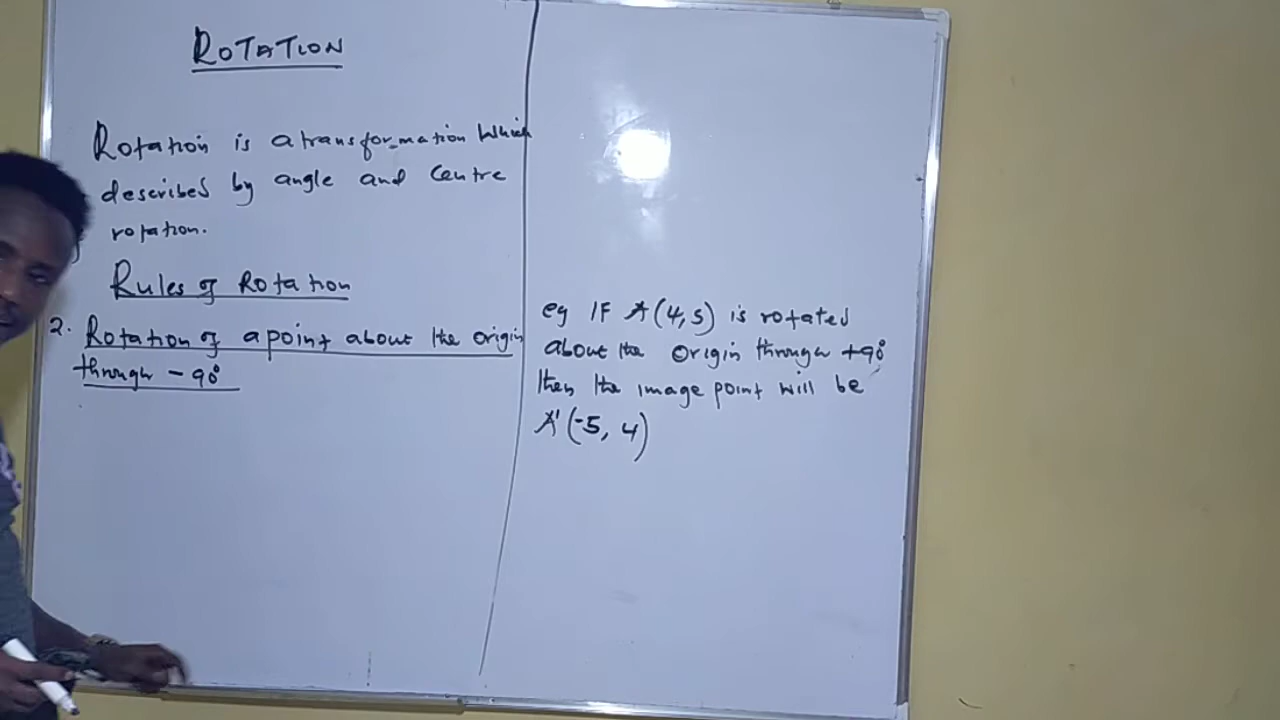 ROTATION
Rotation is a transformation which
described by angle and centre
rotation.
Rules of Rotation
2. Rotation of a point about the origin
through -90°
eg IF A(4,5) is rotated
about the origin through +90°
then the image point will be
A'(-5, 4)